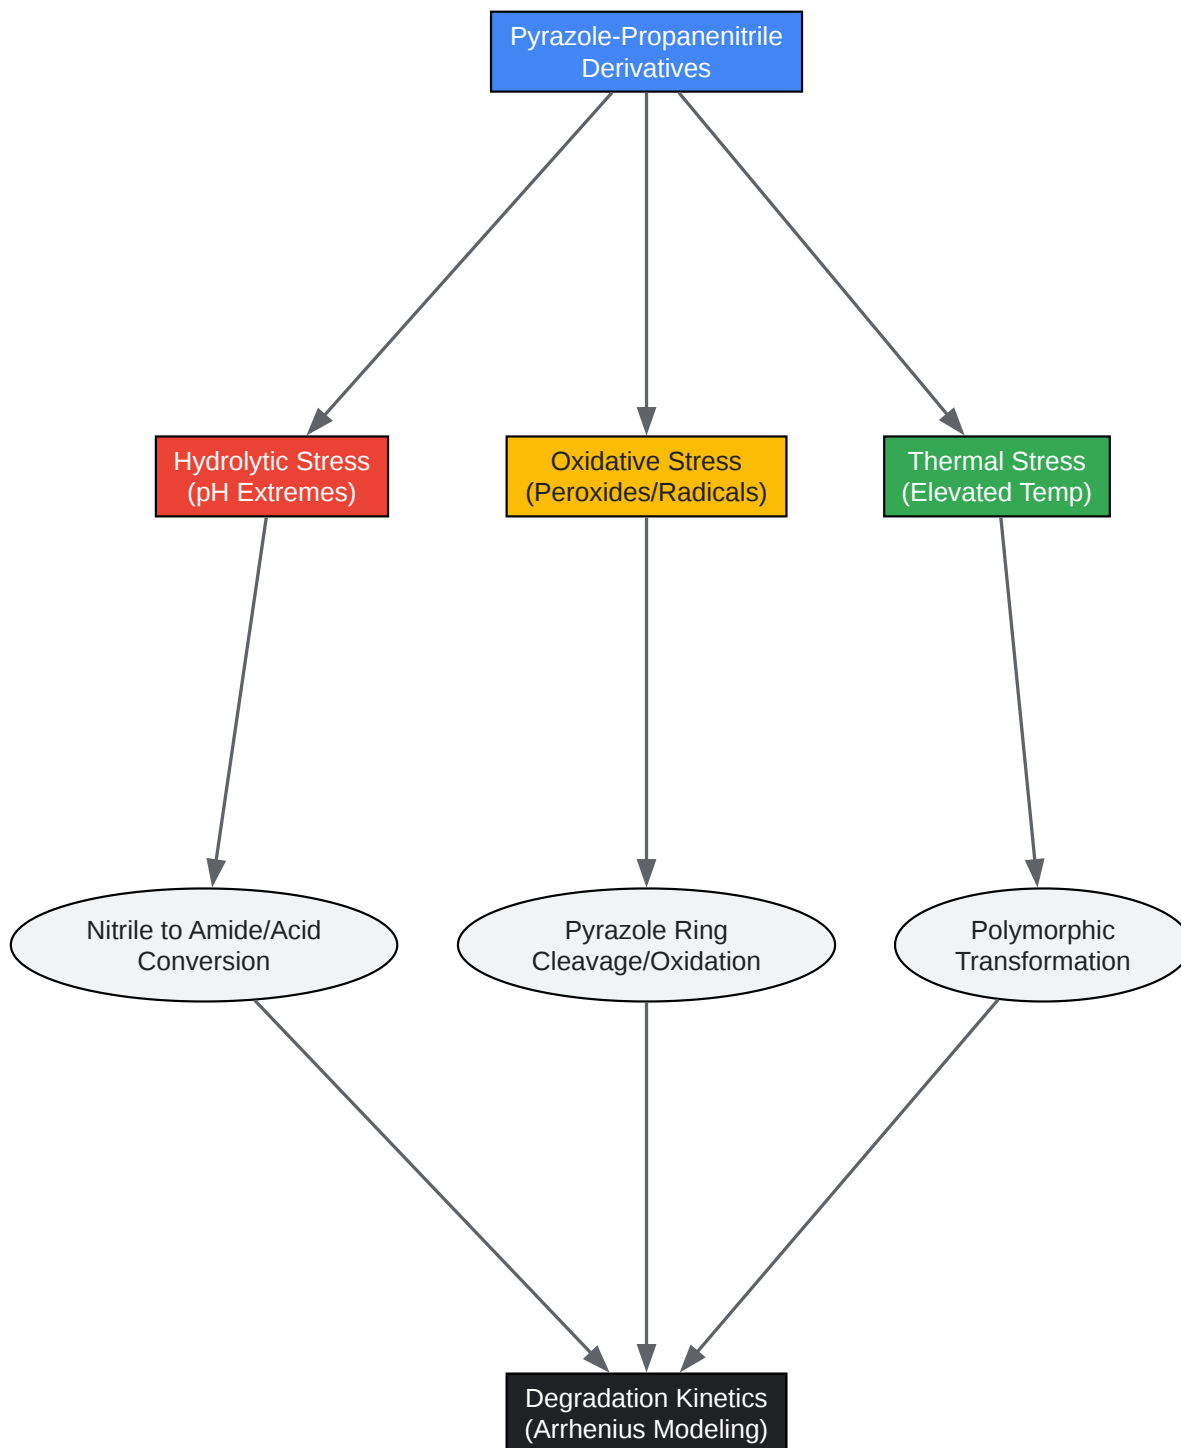 Pyrazole-Propanenitrile
Derivatives
Hydrolytic Stress
(pH Extremes)
Oxidative Stress
(Peroxides/Radicals)
Thermal Stress
(Elevated Temp)
Nitrile to Amide/Acid
Conversion
Pyrazole Ring
Cleavage/Oxidation
Polymorphic
Transformation
Degradation Kinetics
(Arrhenius Modeling)